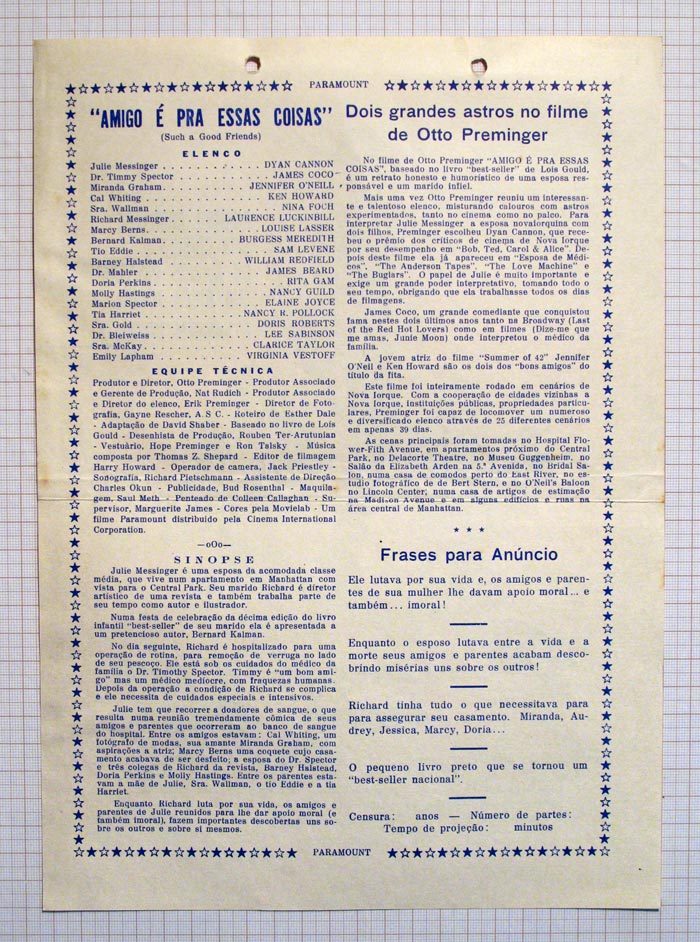 PARAMOUNT
"AMIGO É PRA ESSAS COISAS"
(Such a Good Friends)
ELENCO
Julie Messinger . . . . . . . . . . . . DYAN CANNON
Dr. Timmy Spector . . . . . . . . . . . JAMES COCO
Miranda Graham. . . . . . . . . . JENNIFER O'NEILL
Cal Whiting . . . . . . . . . . . . . KEN HOWARD
Sra. Wallman . . . . . . . . . . . . . . NINA FOCH
Richard Messinger . . . . . . LAURENCE LUCKINBILL
Marcy Berns. . . . . . . . . . . . . LOUISE LASSER
Bernard Kalman. . . . . . . . . BURGESS MEREDITH
Tio Eddie . . . . . . . . . . . . . . . SAM LEVENE
Barney Halstead . . . . . . . . WILLIAM REDFIELD
Dr. Mahler . . . . . . . . . . . . . JAMES BEARD
Doria Perkins . . . . . . . . . . . . . . RITA GAM
Molly Hastings . . . . . . . . . . . NANCY GUILD
Marion Spector . . . . . . . . . . . ELAINE JOYCE
Tia Harriet . . . . . . . . . . . NANCY R. POLLOCK
Sra. Gold . . . . . . . . . . . . . DORIS ROBERTS
Dr. Bleiweiss . . . . . . . . . . . . LEE SABINSON
Sra. McKay. . . . . . . . . . . . CLARICE TAYLOR
Emily Lapham . . . . . . . . . VIRGINIA VESTOFF
EQUIPE TÉCNICA
Produtor e Diretor, Otto Preminger - Produtor Associado
e Gerente de Produção, Nat Rudich - Produtor Associado
e Diretor do elenco, Erik Preminger - Diretor de Foto-
grafia, Gayne Rescher, A.S C. - Roteiro de Esther Dale
- Adaptação de David Shaber - Baseado no livro de Lois
Gould - Desenhista de Produção, Rouben Ter-Arutunian
- Vestuário, Hope Preminger e Ron Talsky - Música
composta por Thomas Z. Shepard - Editor de filmagem
Harry Howard - Operador de camera, Jack Priestley -
Sonografia, Richard Pietschmann - Assistente de Direção
Charles Okun - Publicidade, Bud Rosenthal - Maquila-
gem, Saul Meth - Penteado de Colleen Callaghan - Su-
pervisor, Marguerite James - Cores pela Movielab - Um
filme Paramount distribuido pela Cinema International
Corporation.
—oOo—
SINOPSE
Julie Messinger é uma esposa da acomodada classe
média, que vive num apartamento em Manhattan com
vista para o Central Park. Seu marido Richard é diretor
artístico de uma revista e também trabalha parte de
seu tempo como autor e ilustrador.
Numa festa de celebração da décima edição do livro
infantil "best-seller" de seu marido ela é apresentada a
um pretencioso autor, Bernard Kalman.
No dia seguinte, Richard é hospitalizado para uma
operação de rotina, para remoção de verruga no lado
de seu pescoço. Ele está sob os cuidados do médico da
família o Dr. Timothy Spector. Timmy é "um bom ami-
go" mas um médico medíocre, com fraquezas humanas.
Depois da operação a condição de Richard se complica
e ele necessita de cuidados especiais e intensivos.
Julie tem que recorrer a doadores de sangue, o que
resulta numa reunião tremendamente cômica de seus
amigos e parentes que ocorreram ao banco de sangue
do hospital. Entre os amigos estavam: Cal Whiting, um
fotógrafo de modas, sua amante Miranda Graham, com
aspirações a atriz; Marcy Berns uma coquete cujo casa-
mento acabava de ser desfeito; a esposa do Dr. Spector
e três colegas de Richard da revista, Barney Halstead,
Doria Perkins e Molly Hastings. Entre os parentes esta-
vam a mãe de Julie, Sra. Wallman, o tio Eddie e a tia
Harriet.
Enquanto Richard luta por sua vida, os amigos e
parentes de Julie reunidos para lhe dar apoio moral (e
também imoral), fazem importantes descobertas uns so-
bre os outros e sobre si mesmos.
Dois grandes astros no filme
de Otto Preminger
No filme de Otto Preminger "AMIGO É PRA ESSAS
COISAS", baseado no livro "best-seller" de Lois Gould,
é um retrato honesto e humorístico de uma esposa res-
ponsável e um marido infiel.
Mais uma vez Otto Preminger reuniu um interessan-
te e talentoso elenco, misturando calouros com astros
experimentados, tanto no cinema como no palco. Para
interpretar Julie Messinger a esposa novaiorquina com
dois filhos, Preminger escolheu Dyan Cannon, que rece-
beu o prêmio dos críticos de cinema de Nova Iorque
por seu desempenho em "Bob, Ted, Carol & Alice". De-
pois deste filme ela já apareceu em "Esposa de Médi-
cos", "The Anderson Tapes", "The Love Machine" e
"The Buglars". O papel de Julie é muito importante e
exige um grande poder interpretativo, tomando todo o
seu tempo, obrigando que ela trabalhasse todos os dias
de filmagens.
James Coco, um grande comediante que conquistou
fama nestes dois últimos anos tanto na Broadway (Last
of the Red Hot Lovers) como em filmes (Dize-me que
me amas, Junie Moon) onde interpretou o médico da
família.
A jovem atriz do filme "Summer of 42" Jennifer
O'Neil e Ken Howard são os dois dos "bons amigos" do
título da fita.
Este filme foi inteiramente rodado em cenários de
Nova Iorque. Com a cooperação de cidades vizinhas a
Nova Iorque, instituições públicas, propriedades particu-
lares, Preminger foi capaz de locomover um numeroso
e diversificado elenco através de 25 diferentes cenários
em apenas 39 dias.
As cenas principais foram tomadas no Hospital Flo-
wer-Fifth Avenue, em apartamentos próximo do Central
Park, no Delacorte Theatre, no Museu Guggenheim, no
Salão da Elizabeth Arden na 5.ª Avenida, no Bridal Sa-
lon, numa casa de comodos perto do East River, no es-
tudio fotográfico de de Bert Stern, e no O'Neil's Baloon
no Lincoln Center, numa casa de artigos de estimação
na Madison Avenue e em alguns edifícios e ruas na
área central de Manhattan.
* * *
Frases para Anúncio
Ele lutava por sua vida e, os amigos e paren-
tes de sua mulher lhe davam apoio moral... e
também... imoral!
Enquanto o esposo lutava entre a vida e a
morte seus amigos e parentes acabam desco-
brindo misérias uns sobre os outros!
Richard tinha tudo o que necessitava para
para assegurar seu casamento. Miranda, Au-
drey, Jessica, Marcy, Doria...
O pequeno livro preto que se tornou um
"best-seller nacional".
Censura: anos — Número de partes:
Tempo de projeção: minutos
PARAMOUNT